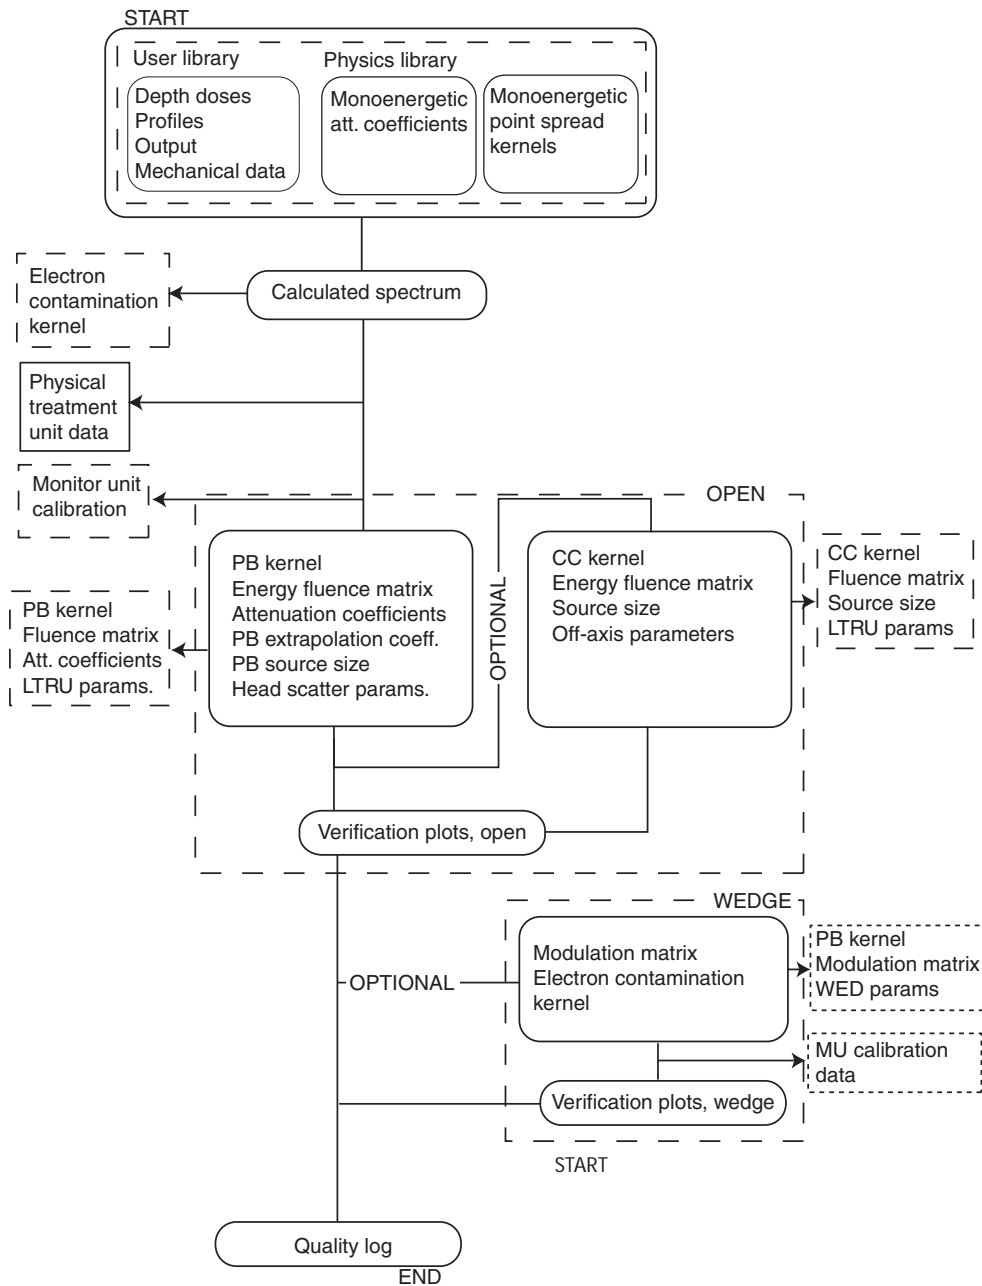 START
User library
Physics library
Depth doses
Profiles
Output
Mechanical data
Monoenergetic
att. coefficients
Monoenergetic
point spread
kernels
Electron
contamination
kernel
Calculated spectrum
Physical
treatment
unit data
Monitor unit
calibration
OPEN
PB kernel
Fluence matrix
Att. coefficients
LTRU params.
PB kernel
Energy fluence matrix
Attenuation coefficients
PB extrapolation coeff.
PB source size
Head scatter params.
OPTIONAL
CC kernel
Energy fluence matrix
Source size
Off-axis parameters
CC kernel
Fluence matrix
Source size
LTRU params
Verification plots, open
WEDGE
OPTIONAL
Modulation matrix
Electron contamination
kernel
PB kernel
Modulation matrix
WED params
MU calibration
data
Verification plots, wedge
START
Quality log
END